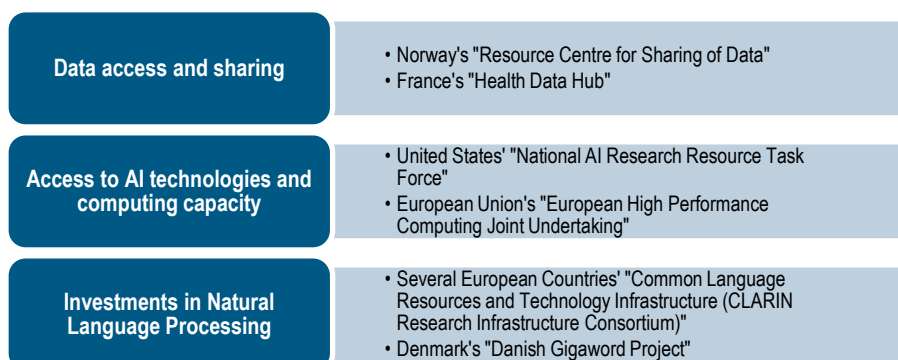 Data access and sharing
• Norway's "Resource Centre for Sharing of Data"
• France's "Health Data Hub"
Access to AI technologies and
computing capacity
• United States' "National AI Research Resource Task
Force"
• European Union's "European High Performance
Computing Joint Undertaking"
Investments in Natural
Language Processing
• Several European Countries' "Common Language
Resources and Technology Infrastructure (CLARIN
Research Infrastructure Consortium)"
• Denmark's "Danish Gigaword Project"